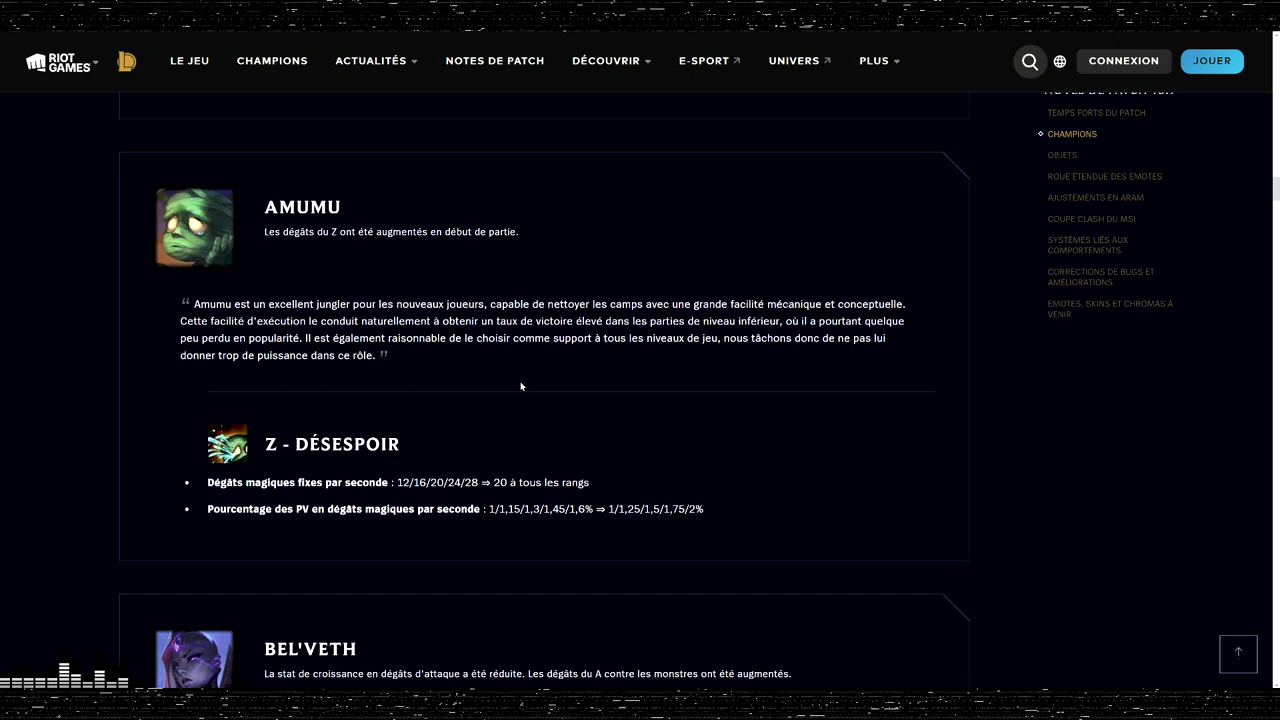 RIOT GAMES
LE JEU
CHAMPIONS
ACTUALITÉS
NOTES DE PATCH
DÉCOUVRIR
E-SPORT
UNIVERS
PLUS
CONNEXION
JOUER
TEMPS FORTS DU PATCH
CHAMPIONS
OBJETS
ROUE ÉTENDUE DES EMOTES
AJUSTEMENTS EN ARAM
COUPE CLASH DU MSI
SYSTÈMES LIÉS AUX
COMPORTEMENTS
CORRECTIONS DE BUGS ET
AMÉLIORATIONS
EMOTES, SKINS ET CHROMAS À
VENIR
AMUMU
Les dégâts du Z ont été augmentés en début de partie.
“ Amumu est un excellent jungler pour les nouveaux joueurs, capable de nettoyer les camps avec une grande facilité mécanique et conceptuelle.
Cette facilité d'exécution le conduit naturellement à obtenir un taux de victoire élevé dans les parties de niveau inférieur, où il a pourtant quelque
peu perdu en popularité. Il est également raisonnable de le choisir comme support à tous les niveaux de jeu, nous tâchons donc de ne pas lui
donner trop de puissance dans ce rôle. ”
Z - DÉSESPOIR
• Dégâts magiques fixes par seconde : 12/16/20/24/28 ⇒ 20 à tous les rangs
• Pourcentage des PV en dégâts magiques par seconde : 1/1,15/1,3/1,45/1,6% ⇒ 1/1,25/1,5/1,75/2%
BEL'VETH
La stat de croissance en dégâts d'attaque a été réduite. Les dégâts du A contre les monstres ont été augmentés.